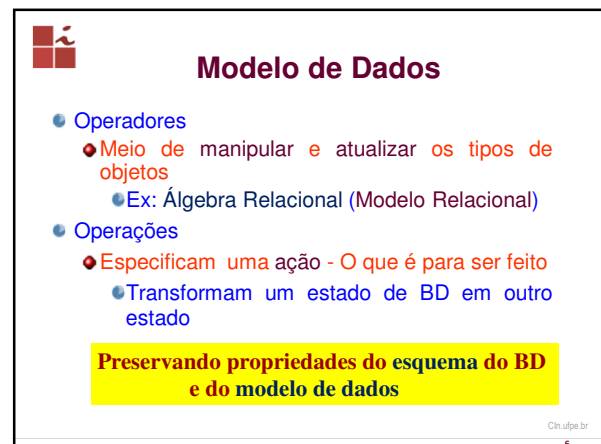 Modelo de Dados
Operadores
Meio de manipular e atualizar os tipos de
objetos
Ex: Álgebra Relacional (Modelo Relacional)
Operações
Especificam uma ação - O que é para ser feito
Transformam um estado de BD em outro
estado
Preservando propriedades do esquema do BD
e do modelo de dados
CIn.ufpe.br